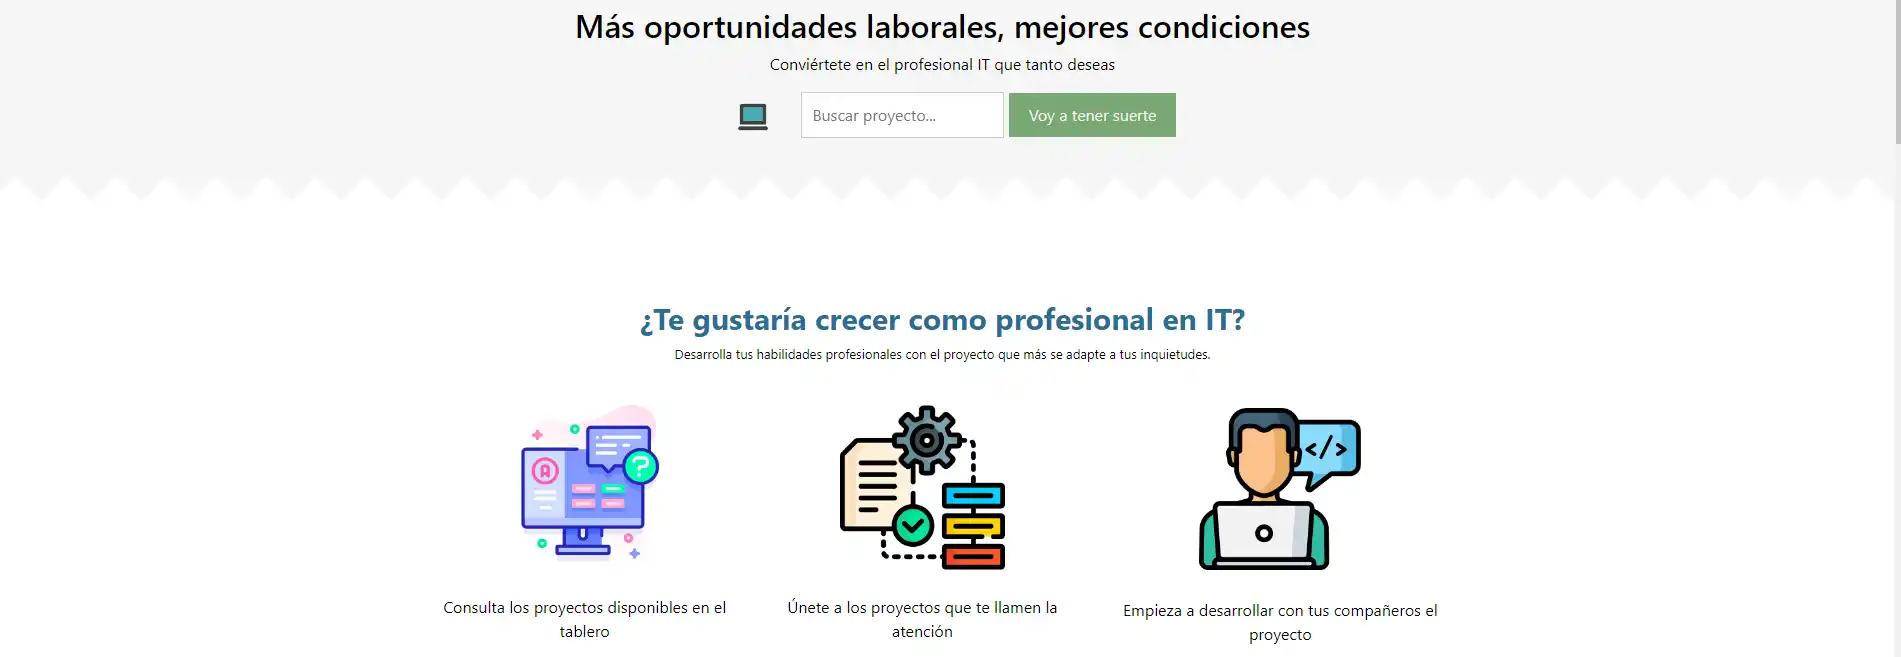 Más oportunidades laborales, mejores condiciones
Conviértete en el profesional IT que tanto deseas
Buscar proyecto...
Voy a tener suerte
¿Te gustaría crecer como profesional en IT?
Desarrolla tus habilidades profesionales con el proyecto que más se adapte a tus inquietudes.
A
?
</>
Consulta los proyectos disponibles en el
tablero
Únete a los proyectos que te llamen la
atención
Empieza a desarrollar con tus compañeros el
proyecto